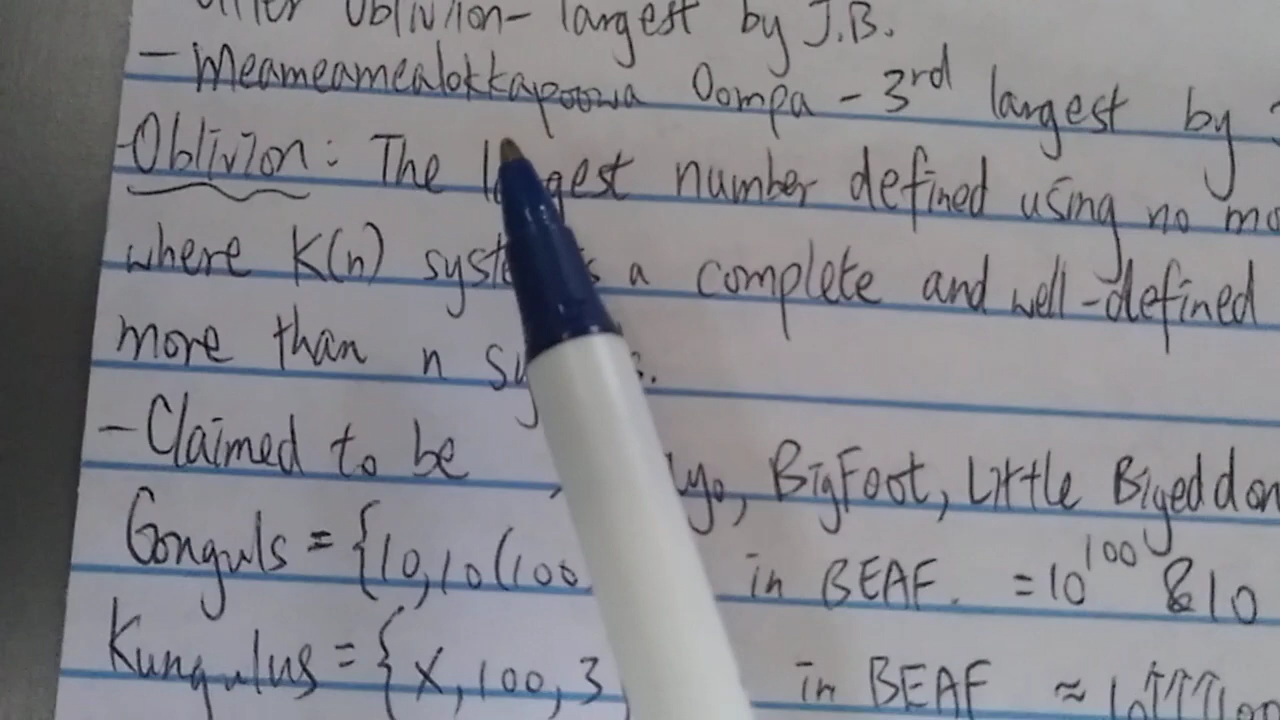 Utter Oblivion- largest by J.B.
- Meameamealokkapoowa Oompa - 3rd largest by
-Oblivion: The largest number defined using no
where K(n) system is a complete and well-defined
more than n
-Claimed to be BigFoot, Little Bigeddon
Gonguls = {10,10(100 in BEAF. = 10^100 & 10
Kungulus = {X,100,3 in BEAF ≈ 10↑↑↑